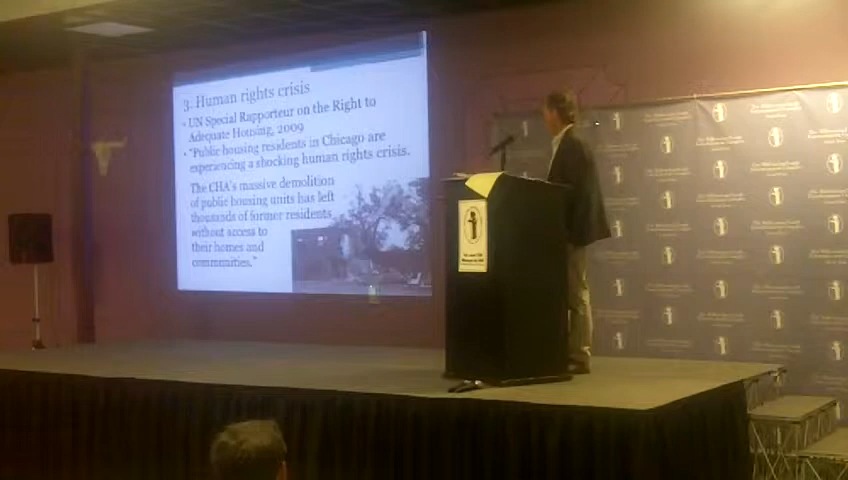 3. Human rights crisis
• UN Special Rapporteur on the Right to
Adequate Housing, 2009
• "Public housing residents in Chicago are
experiencing a shocking human rights crisis.
The CHA's massive demolition
of public housing units has left
thousands of former residents
without access to
their homes and
communities."